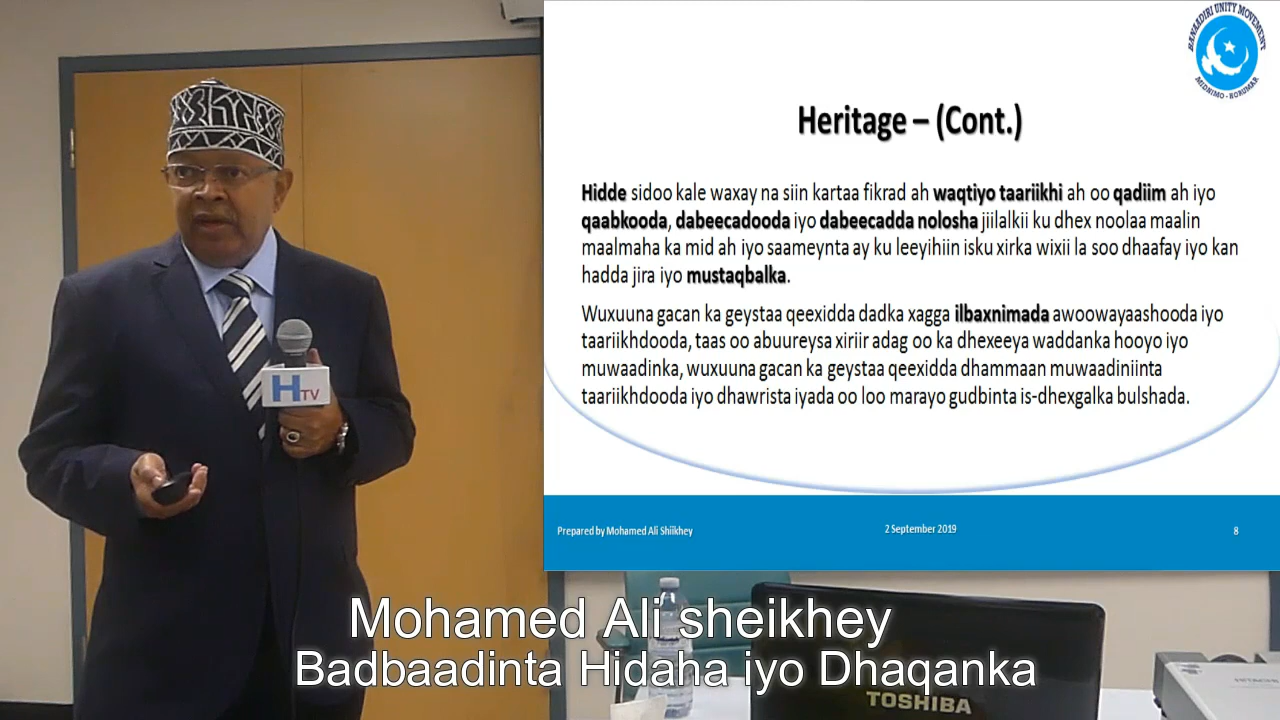 BANAADIRI UNITY MOVEMENT
MIDNIMO - HORUMAR
Heritage – (Cont.)
Hidde sidoo kale waxay na siin kartaa fikrad ah waqtiyo taariikhi ah oo qadiim ah iyo
qaabkooda, dabeecadooda iyo dabeecadda nolosha jiilalkii ku dhex noolaa maalin
maalmaha ka mid ah iyo saameynta ay ku leeyihiin isku xirka wixii la soo dhaafay iyo kan
hadda jira iyo mustaqbalka.
Wuxuuna gacan ka geystaa qeexidda dadka xagga ilbaxnimada awoowayaashooda iyo
taariikhdooda, taas oo abuureysa xiriir adag oo ka dhexeeya waddanka hooyo iyo
muwaadinka, wuxuuna gacan ka geystaa qeexidda dhammaan muwaadiniinta
taariikhdooda iyo dhawrista iyada oo loo marayo gudbinta is-dhexgalka bulshada.
Prepared by Mohamed Ali Shiikhey
2 September 2019
8
H TV
Mohamed Ali sheikhey
Badbaadinta Hidaha iyo Dhaqanka
TOSHIBA
HITACHI